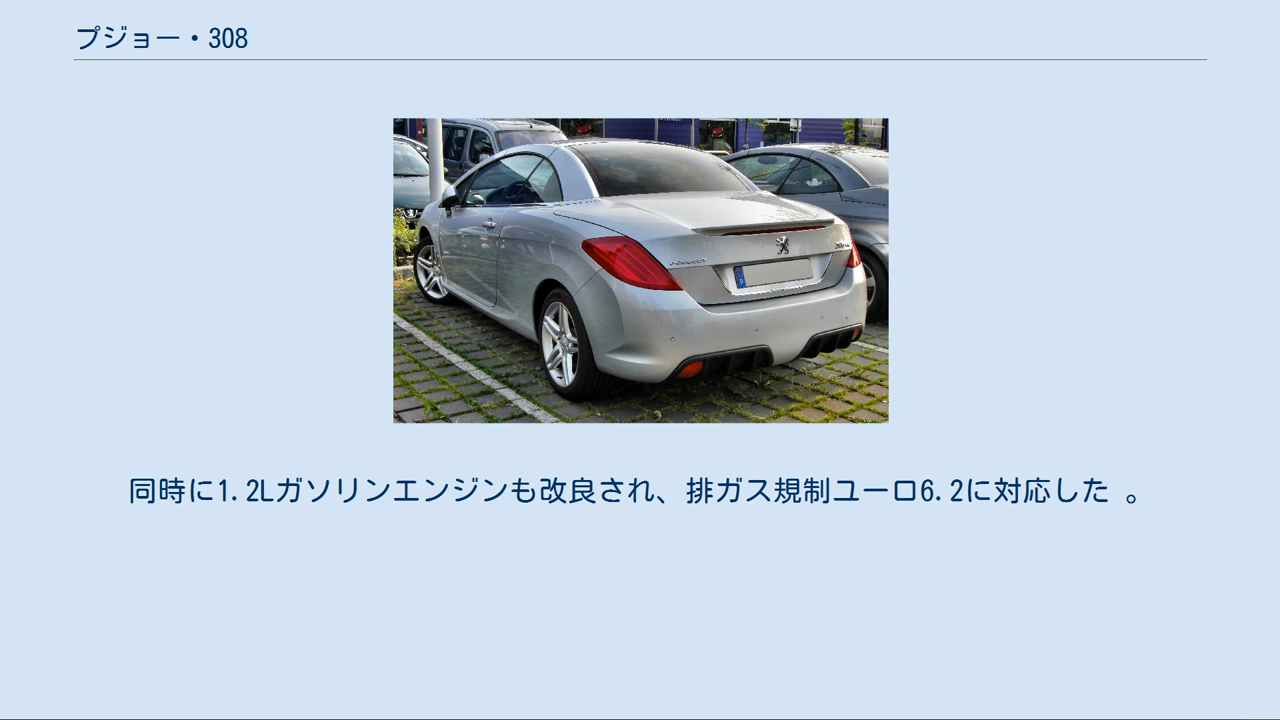 プジョー・308
同時に1.2Lガソリンエンジンも改良され、排ガス規制ユーロ6.2に対応した 。